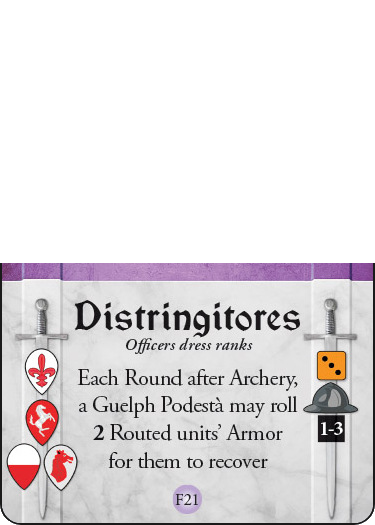 Distringitores
Officers dress ranks
Each Round after Archery,
a Guelph Podestà may roll
2 Routed units' Armor
for them to recover
1-3
F21